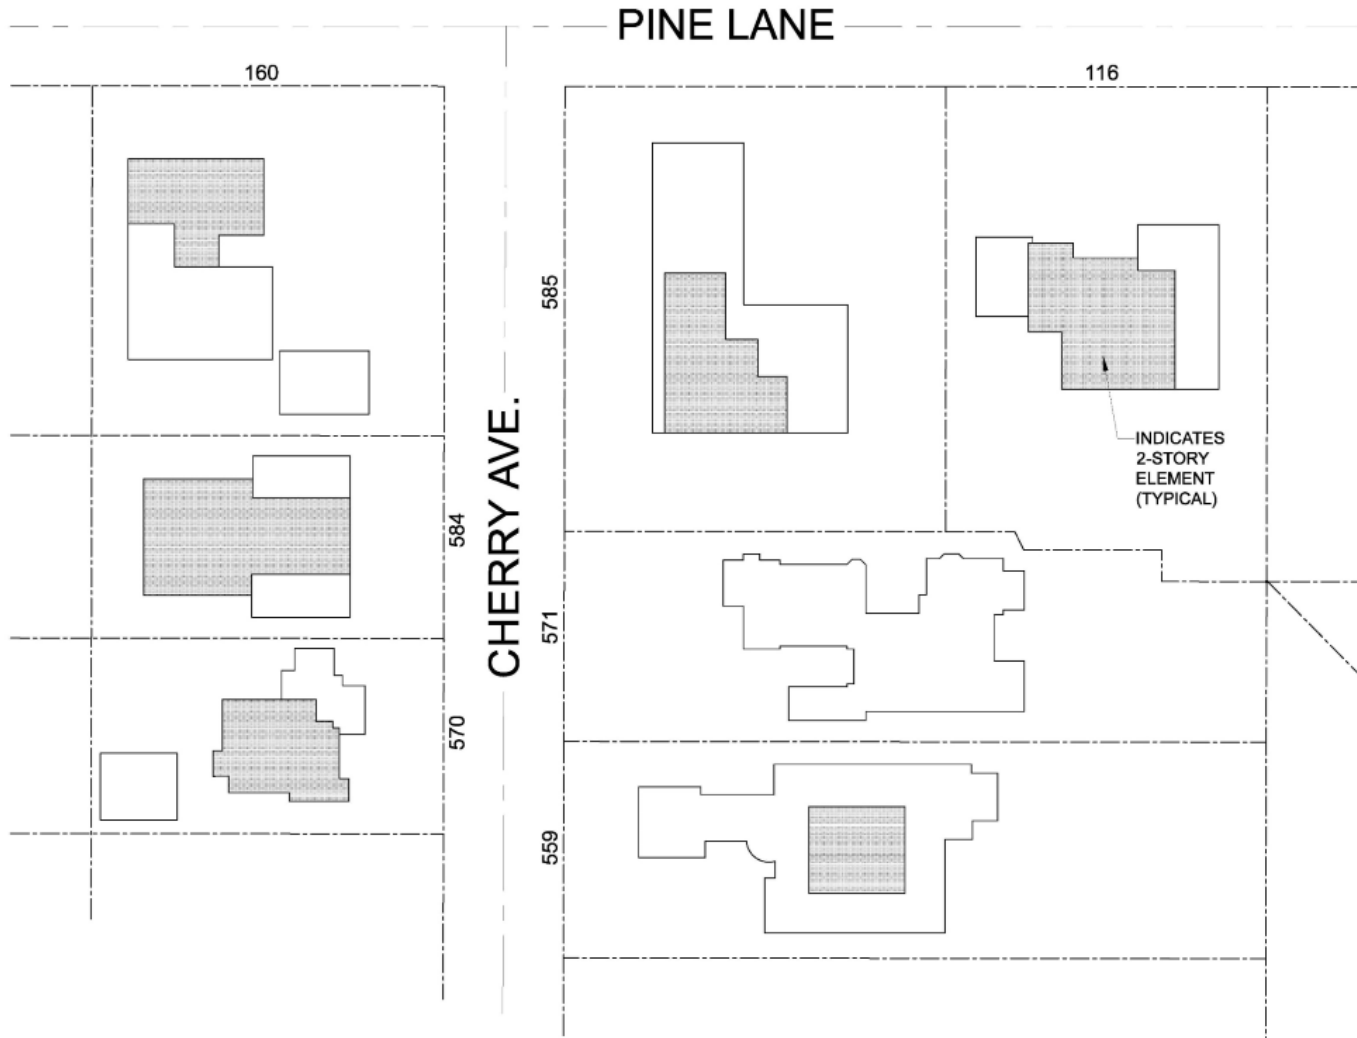 PINE LANE
160
116
585
CHERRY AVE.
INDICATES
2-STORY
ELEMENT
(TYPICAL)
584
571
570
559